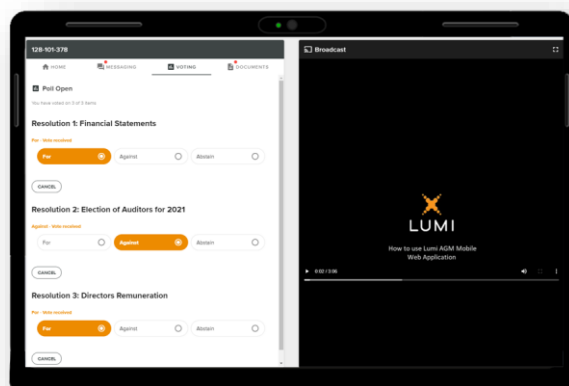 128-101-378
HOME
MESSAGING
VOTING
DOCUMENTS
Poll Open
You have voted on 3 of 3 items
Resolution 1: Financial Statements
For - Vote received
For
Against
Abstain
CANCEL
Resolution 2: Election of Auditors for 2021
Against - Vote received
For
Against
Abstain
CANCEL
Resolution 3: Directors Remuneration
For - Vote received
For
Against
Abstain
CANCEL
Broadcast
LUMI
How to use Lumi AGM Mobile
Web Application
0:02 / 3:06